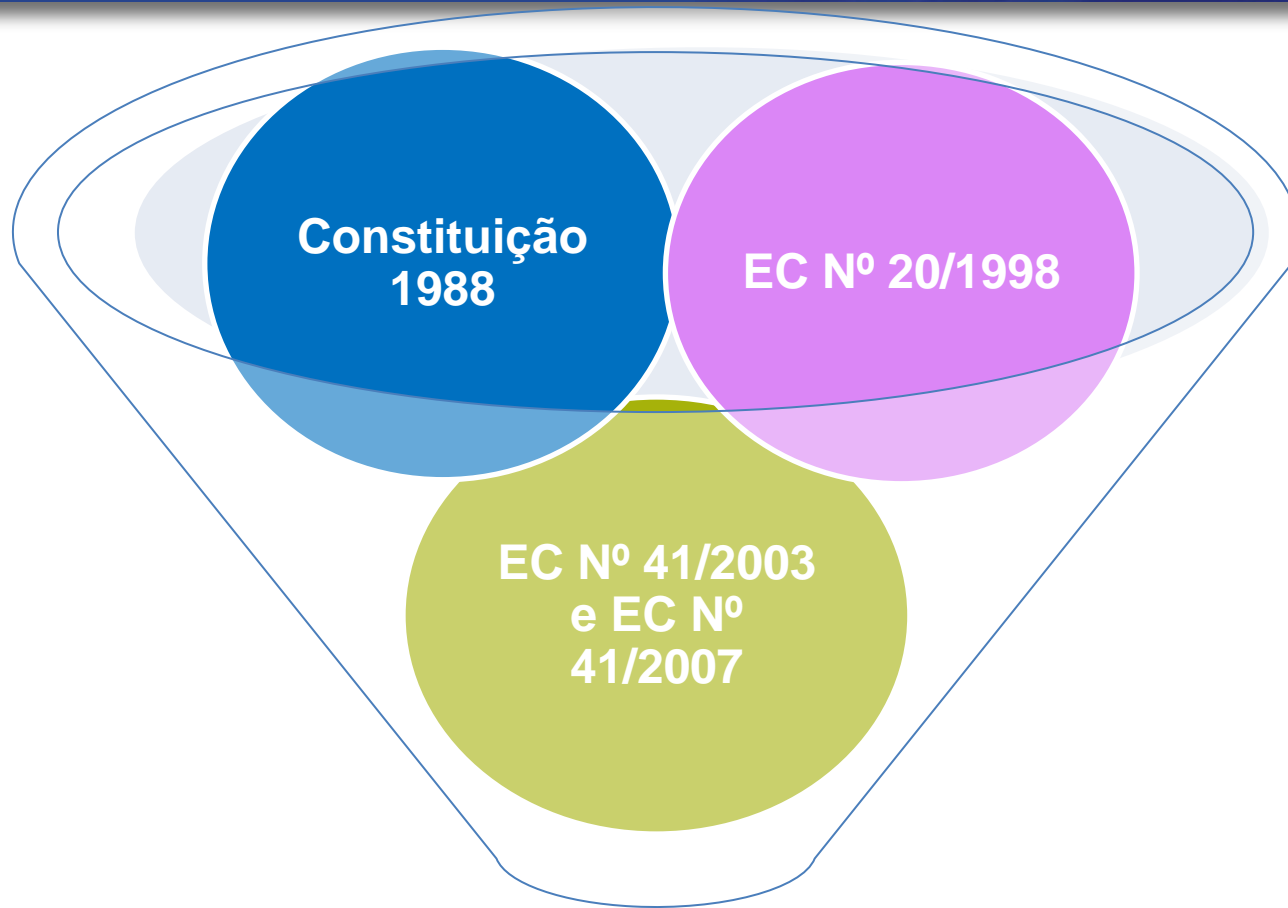 Constituição
1988
EC Nº 20/1998
EC Nº 41/2003
e EC Nº
41/2007